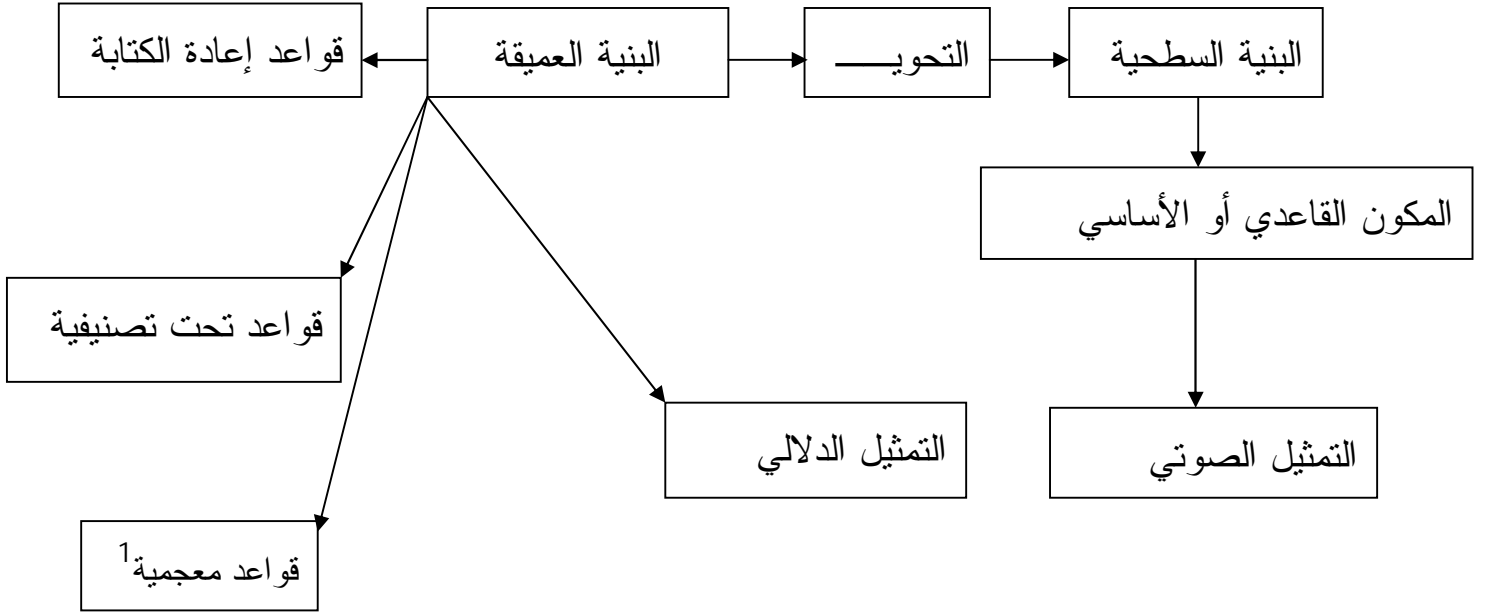 البنية السطحية
التحويـــــ
البنية العميقة
قواعد إعادة الكتابة
المكون القاعدي أو الأساسي
قواعد تحت تصنيفية
التمثيل الصوتي
التمثيل الدلالي
قواعد معجمية1